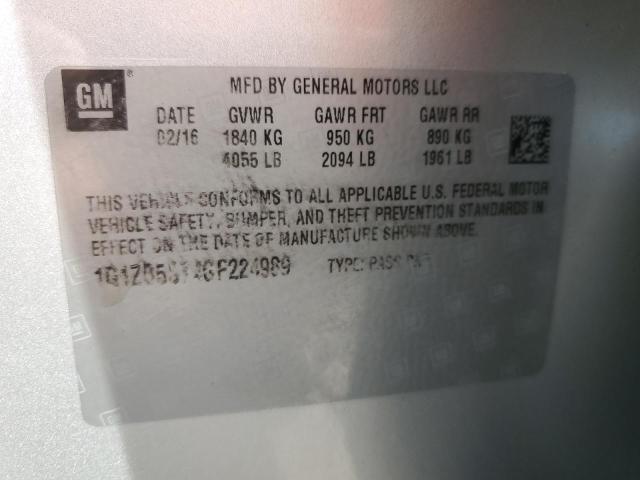 GM
MFD BY GENERAL MOTORS LLC
DATE GVWR GAWR FRT GAWR RR
02/16 1840 KG 950 KG 890 KG
4055 LB 2094 LB 1961 LB
THIS VEHICLE CONFORMS TO ALL APPLICABLE U.S. FEDERAL MOTOR
VEHICLE SAFETY, BUMPER, AND THEFT PREVENTION STANDARDS IN
EFFECT ON THE DATE OF MANUFACTURE SHOWN ABOVE.
TYPE: PASS